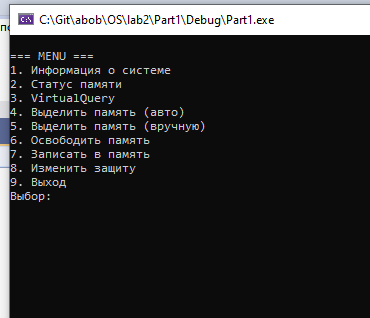 C:\Git\abob\OS\lab2\Part1\Debug\Part1.exe
=== MENU ===
1. Информация о системе
2. Статус памяти
3. VirtualQuery
4. Выделить память (авто)
5. Выделить память (вручную)
6. Освободить память
7. Записать в память
8. Изменить защиту
9. Выход
Выбор: